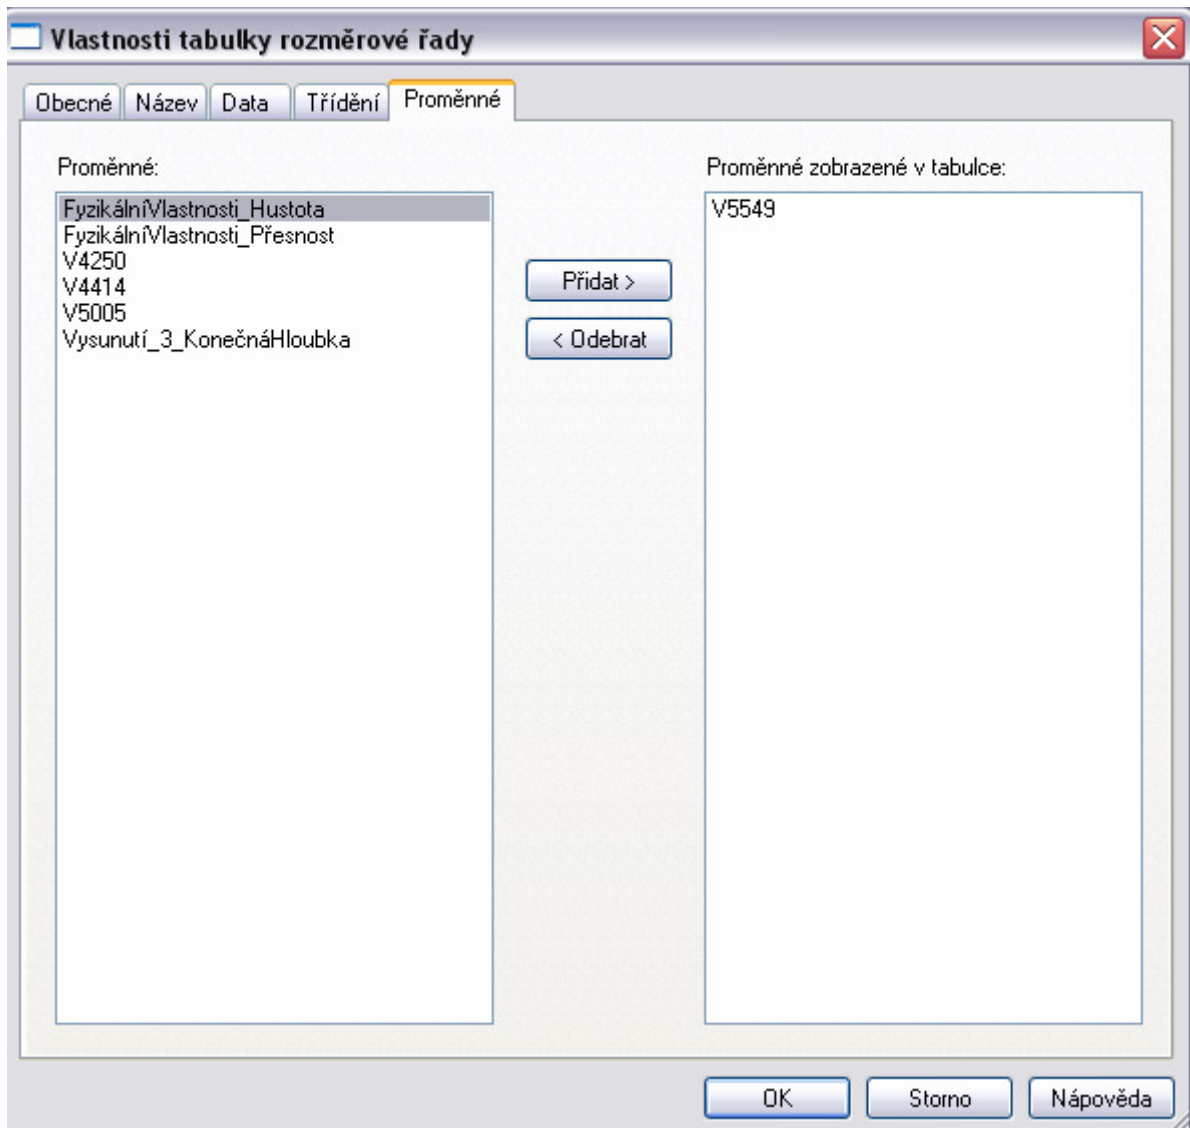 Vlastnosti tabulky rozměrové řady
Obecné Název Data Třídění Proměnné
Proměnné:
FyzikálníVlastnosti_Hustota
FyzikálníVlastnosti_Přesnost
V4250
V4414
V5005
Vysunutí_3_KonečnáHloubka
Přidat >
< Odebrat
Proměnné zobrazené v tabulce:
V5549
OK Storno Nápověda